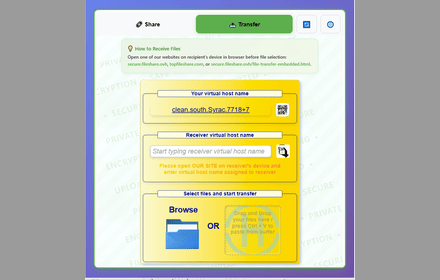 Share
Transfer
How to Receive Files
Open one of our websites on recipient's device in browser before file selection:
secure.fileshare.ovh, topfileshare.com, or secure.fileshare.ovh/file-transfer-embedded.html.
Your virtual host name
clean.south.Syrac.7718+7
Receiver virtual host name
Start typing receiver virtual host name
Please open OUR SITE on receiver's device and
enter virtual host name assigned to receiver
Select files and start transfer
Browse
OR
Drag and Drop
your files here /
press Ctrl + V to
paste from buffer